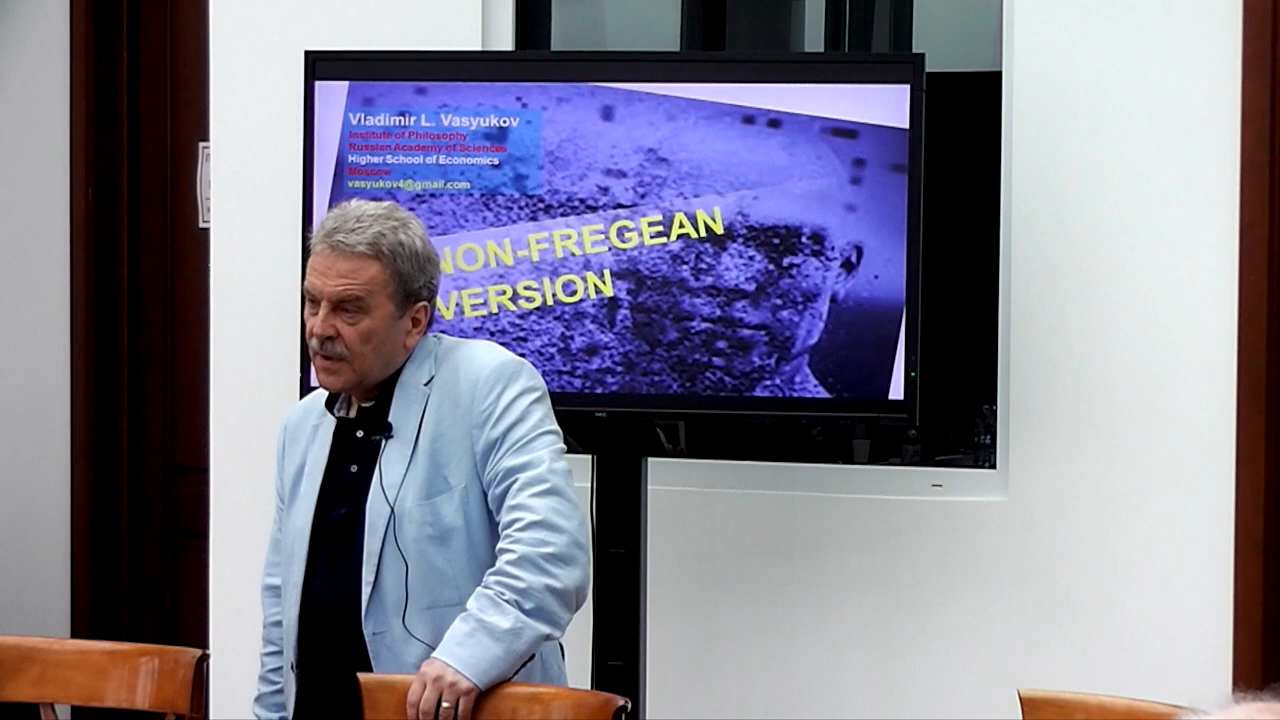 Vladimir L. Vasyukov
Institute of Philosophy
Russian Academy of Sciences
Higher School of Economics
Moscow
vasyukov4@gmail.com
NON-FREGEAN
VERSION
NEC